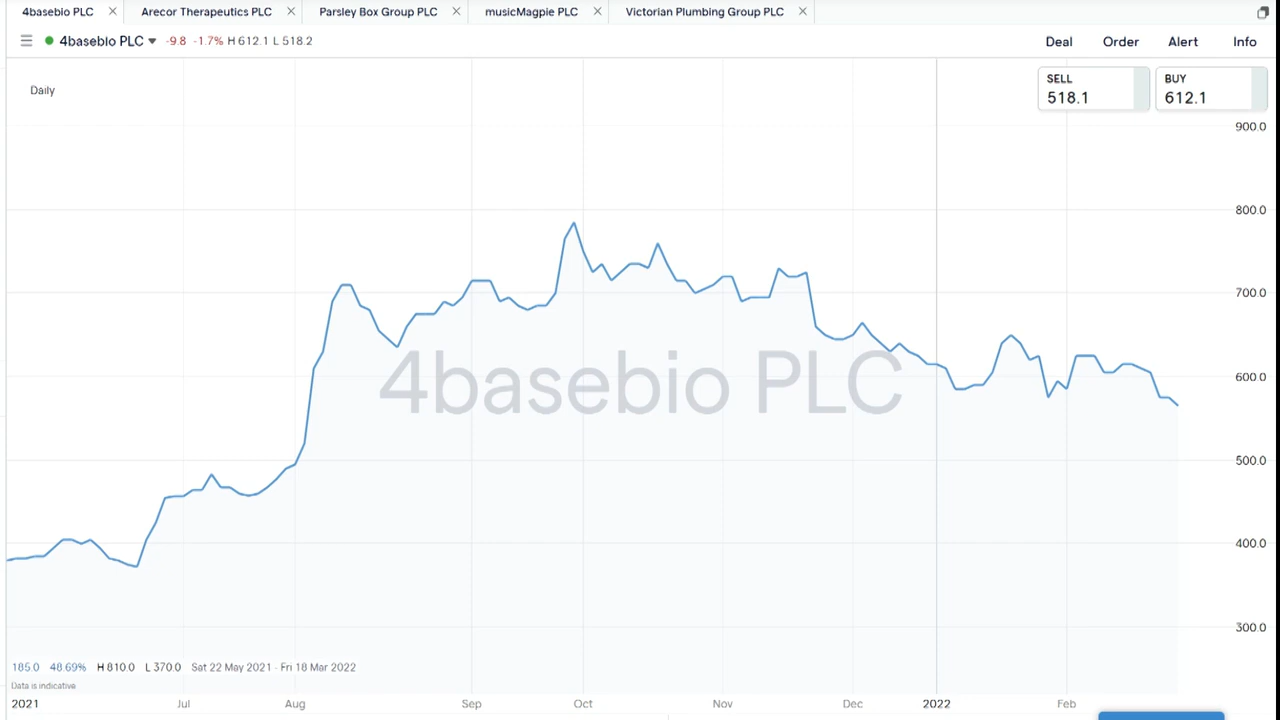 4basebio PLC Arecor Therapeutics PLC Parsley Box Group PLC musicMagpie PLC Victorian Plumbing Group PLC
4basebio PLC -9.8 -1.7% H 612.1 L 518.2 Deal Order Alert Info
Daily
SELL BUY
518.1 612.1
900.0
800.0
700.0
600.0
4basebio PLC
500.0
400.0
300.0
185.0 48.69% H 810.0 L 370.0 Sat 22 May 2021 - Fri 18 Mar 2022
Data is indicative
2021 Jul Aug Sep Oct Nov Dec 2022 Feb